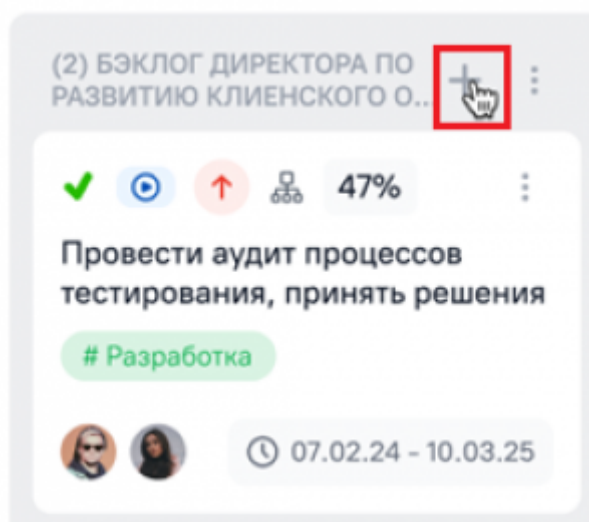 (2) БЭКЛОГ ДИРЕКТОРА ПО
РАЗВИТИЮ КЛИЕНСКОГО О...
47%
Провести аудит процессов
тестирования, принять решения
# Разработка
07.02.24 - 10.03.25